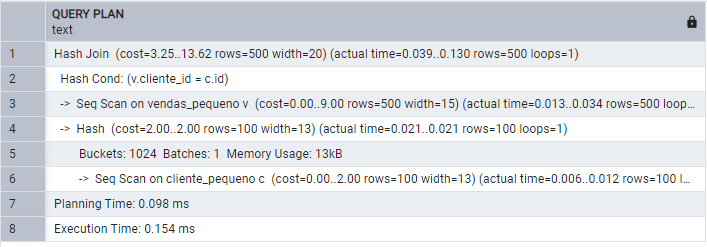 QUERY PLAN
text
1 Hash Join (cost=3.25..13.62 rows=500 width=20) (actual time=0.039..0.130 rows=500 loops=1)
2 Hash Cond: (v.cliente_id = c.id)
3 -> Seq Scan on vendas_pequeno v (cost=0.00..9.00 rows=500 width=15) (actual time=0.013..0.034 rows=500 loop...
4 -> Hash (cost=2.00..2.00 rows=100 width=13) (actual time=0.021..0.021 rows=100 loops=1)
5 Buckets: 1024 Batches: 1 Memory Usage: 13kB
6 -> Seq Scan on cliente_pequeno c (cost=0.00..2.00 rows=100 width=13) (actual time=0.006..0.012 rows=100 l...
7 Planning Time: 0.098 ms
8 Execution Time: 0.154 ms